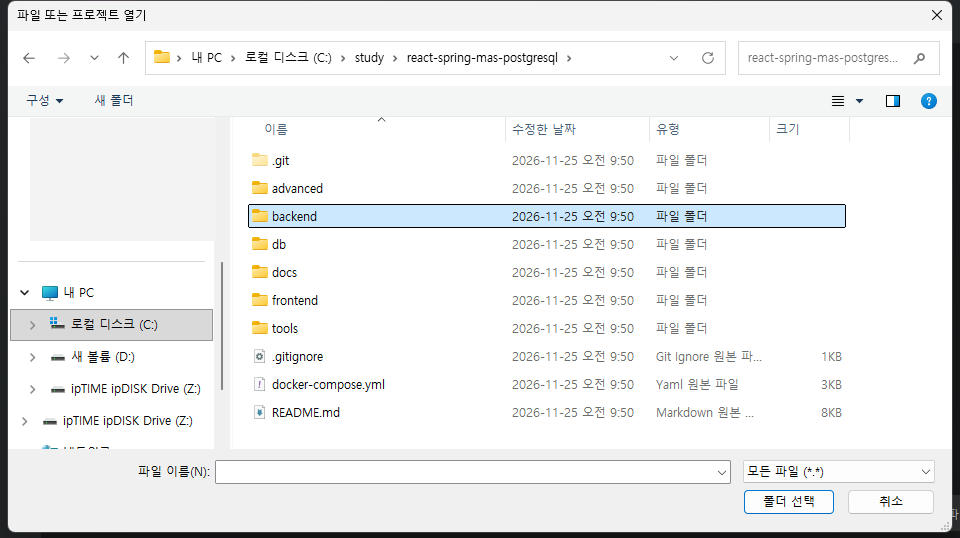 파일 또는 프로젝트 열기
내 PC
로컬 디스크 (C:)
study
react-spring-mas-postgresql
react-spring-mas-postgres...
구성
새 폴더
이름
수정한 날짜
유형
크기
.git 2026-11-25 오전 9:50 파일 폴더
advanced 2026-11-25 오전 9:50 파일 폴더
backend 2026-11-25 오전 9:50 파일 폴더
db 2026-11-25 오전 9:50 파일 폴더
docs 2026-11-25 오전 9:50 파일 폴더
frontend 2026-11-25 오전 9:50 파일 폴더
tools 2026-11-25 오전 9:50 파일 폴더
.gitignore 2026-11-25 오전 9:50 Git Ignore 원본 파... 1KB
docker-compose.yml 2026-11-25 오전 9:50 Yaml 원본 파일 3KB
README.md 2026-11-25 오전 9:50 Markdown 원본 ... 8KB
내 PC
로컬 디스크 (C:)
새 볼륨 (D:)
ipTIME ipDISK Drive (Z:)
ipTIME ipDISK Drive (Z:)
파일 이름(N):
모든 파일 (*.*)
폴더 선택
취소